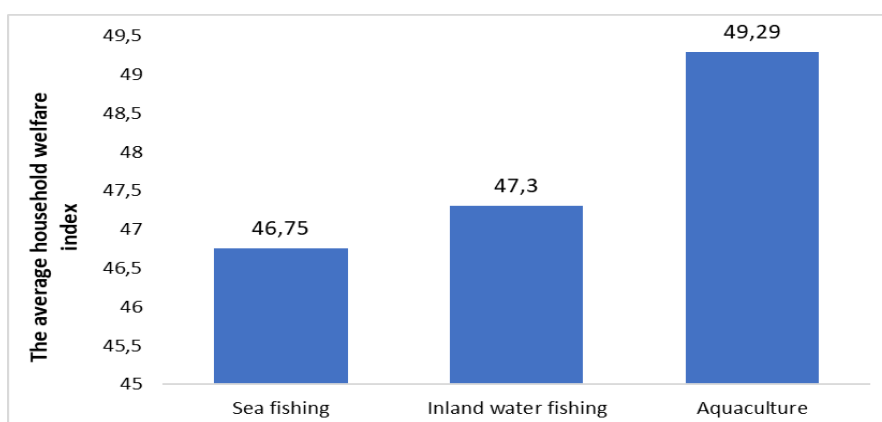 The average household welfare
index
49,5
49
48,5
48
47,5
47
46,5
46
45,5
45
46,75
47,3
49,29
Sea fishing
Inland water fishing
Aquaculture